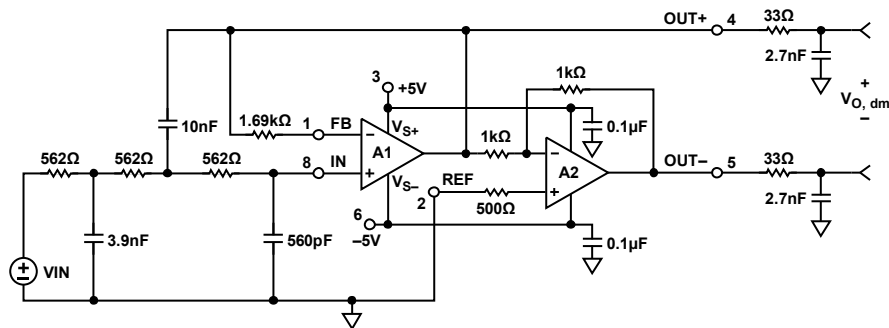 OUT+
4
33Ω
2.7nF
1kΩ
3
+5V
+
V_O, dm
−
10nF
1.69kΩ
1
FB
−
V_S+
0.1µF
1kΩ
562Ω
562Ω
562Ω
8
IN
+
A1
−
A2
+
OUT−
5
33Ω
V_S−
REF
2
500Ω
2.7nF
6
−5V
3.9nF
560pF
0.1µF
+
−
VIN